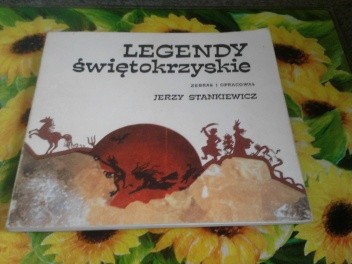 LEGENDY
świętokrzyskie
ZEBRAŁ I OPRACOWAŁ
JERZY STANKIEWICZ